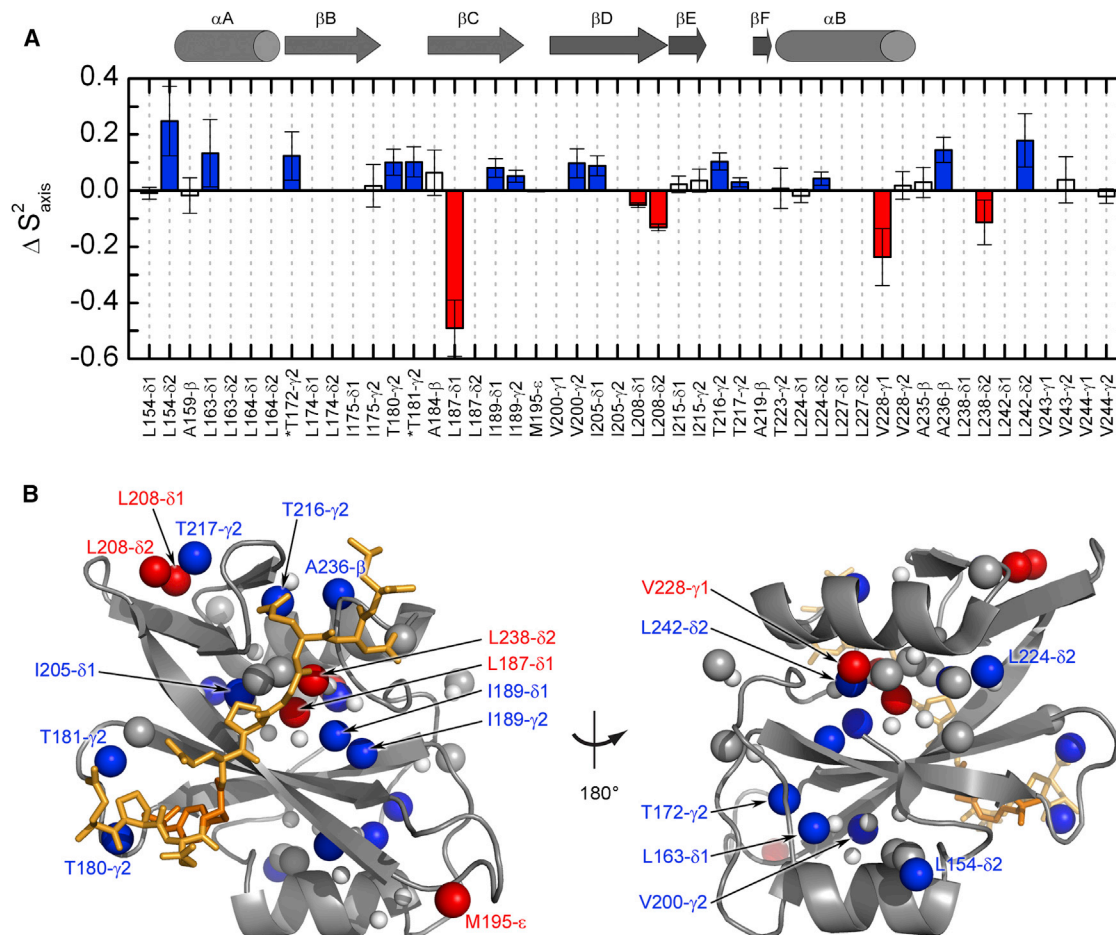 A
αA βB βC βD βE βF αB
0.4
0.2
0.0
-0.2
-0.4
-0.6
Δ S²axis
L154-δ1
L154-δ2
A159-β
L163-δ1
L163-δ2
L164-δ1
L164-δ2
*T172-γ2
L174-δ1
L174-δ2
I175-δ1
I175-γ2
T180-γ2
*T181-γ2
A184-β
L187-δ1
L187-δ2
I189-δ1
I189-γ2
M195-ε
V200-γ1
V200-γ2
I205-δ1
I205-γ2
L208-δ1
L208-δ2
I215-δ1
I215-γ2
T216-γ2
T217-γ2
A219-β
T223-γ2
L224-δ1
L224-δ2
L227-δ1
L227-δ2
V228-γ1
V228-γ2
A235-β
A236-β
L238-δ1
L238-δ2
L242-δ1
L242-δ2
V243-γ1
V243-γ2
V244-γ1
V244-γ2
B
L208-δ1
T217-γ2
T216-γ2
L208-δ2
A236-β
L238-δ2
L187-δ1
I205-δ1
I189-δ1
I189-γ2
T181-γ2
T180-γ2
M195-ε
180°
V228-γ1
L242-δ2
L224-δ2
T172-γ2
L163-δ1
V200-γ2
L154-δ2